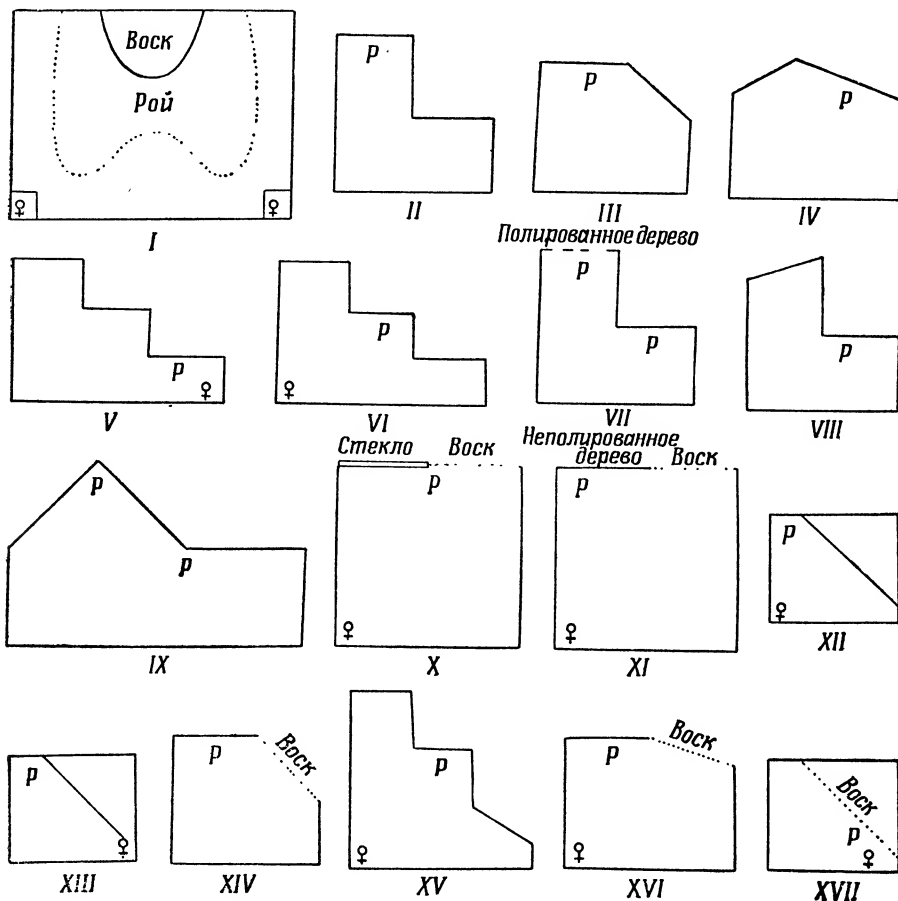 Воск
Рой
♀ ♀
I
P
II
P
III
P
IV
P
♀
V
P
♀
VI
Полированное дерево
P
P
VII
P
VIII
P
P
IX
Стекло Воск
P
♀
X
Неполированное
дерево Воск
P
♀
XI
P
♀
XII
P
♀
XIII
P
Воск
XIV
P
♀
XV
P
Воск
♀
XVI
Воск
P
♀
XVII